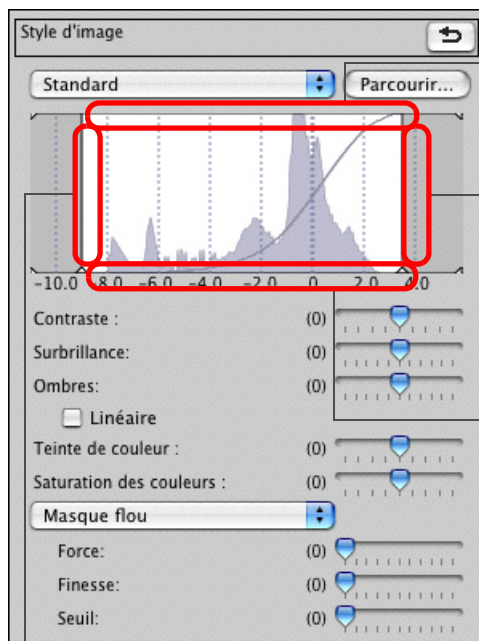 Style d'image
Standard
Parcourir...
-10.0 -8.0 -6.0 -4.0 -2.0 0 2.0 4.0
Contraste : (0)
Surbrillance: (0)
Ombres: (0)
Linéaire
Teinte de couleur : (0)
Saturation des couleurs : (0)
Masque flou
Force: (0)
Finesse: (0)
Seuil: (0)